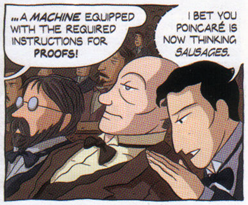 ...A MACHINE EQUIPPED
WITH THE REQUIRED
INSTRUCTIONS FOR
PROOFS!
I BET YOU
POINCARÉ IS
NOW THINKING,
SAUSAGES.